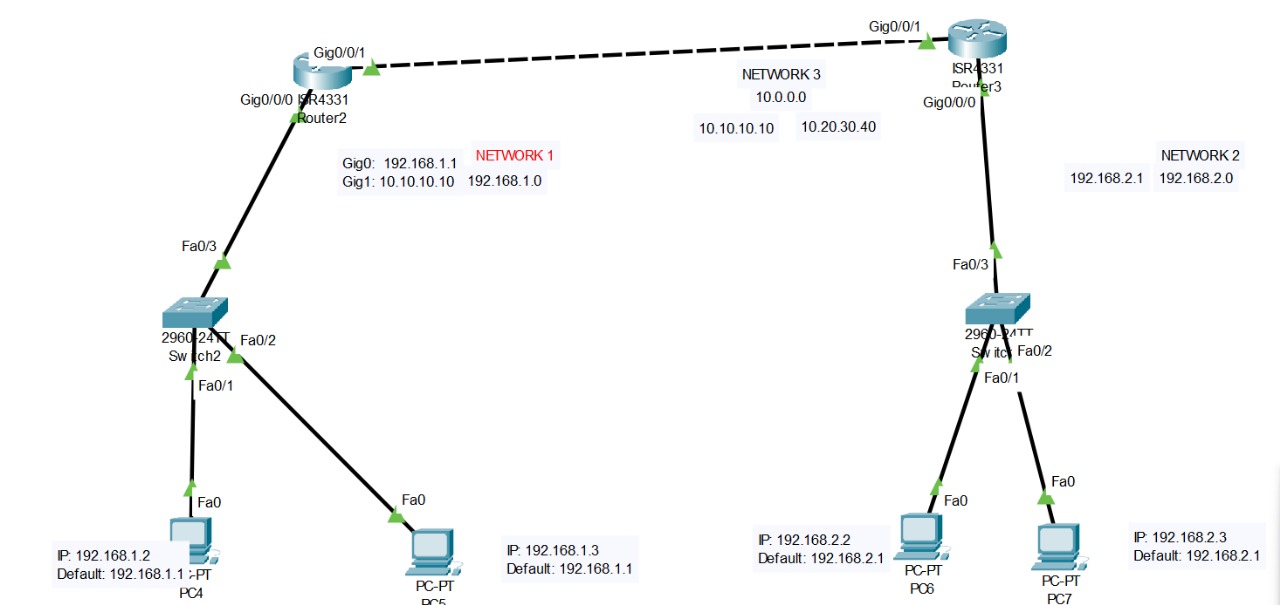 Gig0/0/1
Gig0/0/0
ISR4331
Router2
Gig0/0/1
ISR4331
Router3
Gig0/0/0
NETWORK 3
10.0.0.0
10.10.10.10
10.20.30.40
Gig0: 192.168.1.1
Gig1: 10.10.10.10
NETWORK 1
192.168.1.0
NETWORK 2
192.168.2.1
192.168.2.0
Fa0/3
2960-24TT
Switch2
Fa0/2
Fa0/1
Fa0/3
2960-24TT
Fa0/2
Fa0/1
Fa0
IP: 192.168.1.2
Default: 192.168.1.1
-PT
PC4
Fa0
PC-PT
PC5
IP: 192.168.1.3
Default: 192.168.1.1
IP: 192.168.2.2
Default: 192.168.2.1
Fa0
PC-PT
PC6
Fa0
PC-PT
PC7
IP: 192.168.2.3
Default: 192.168.2.1